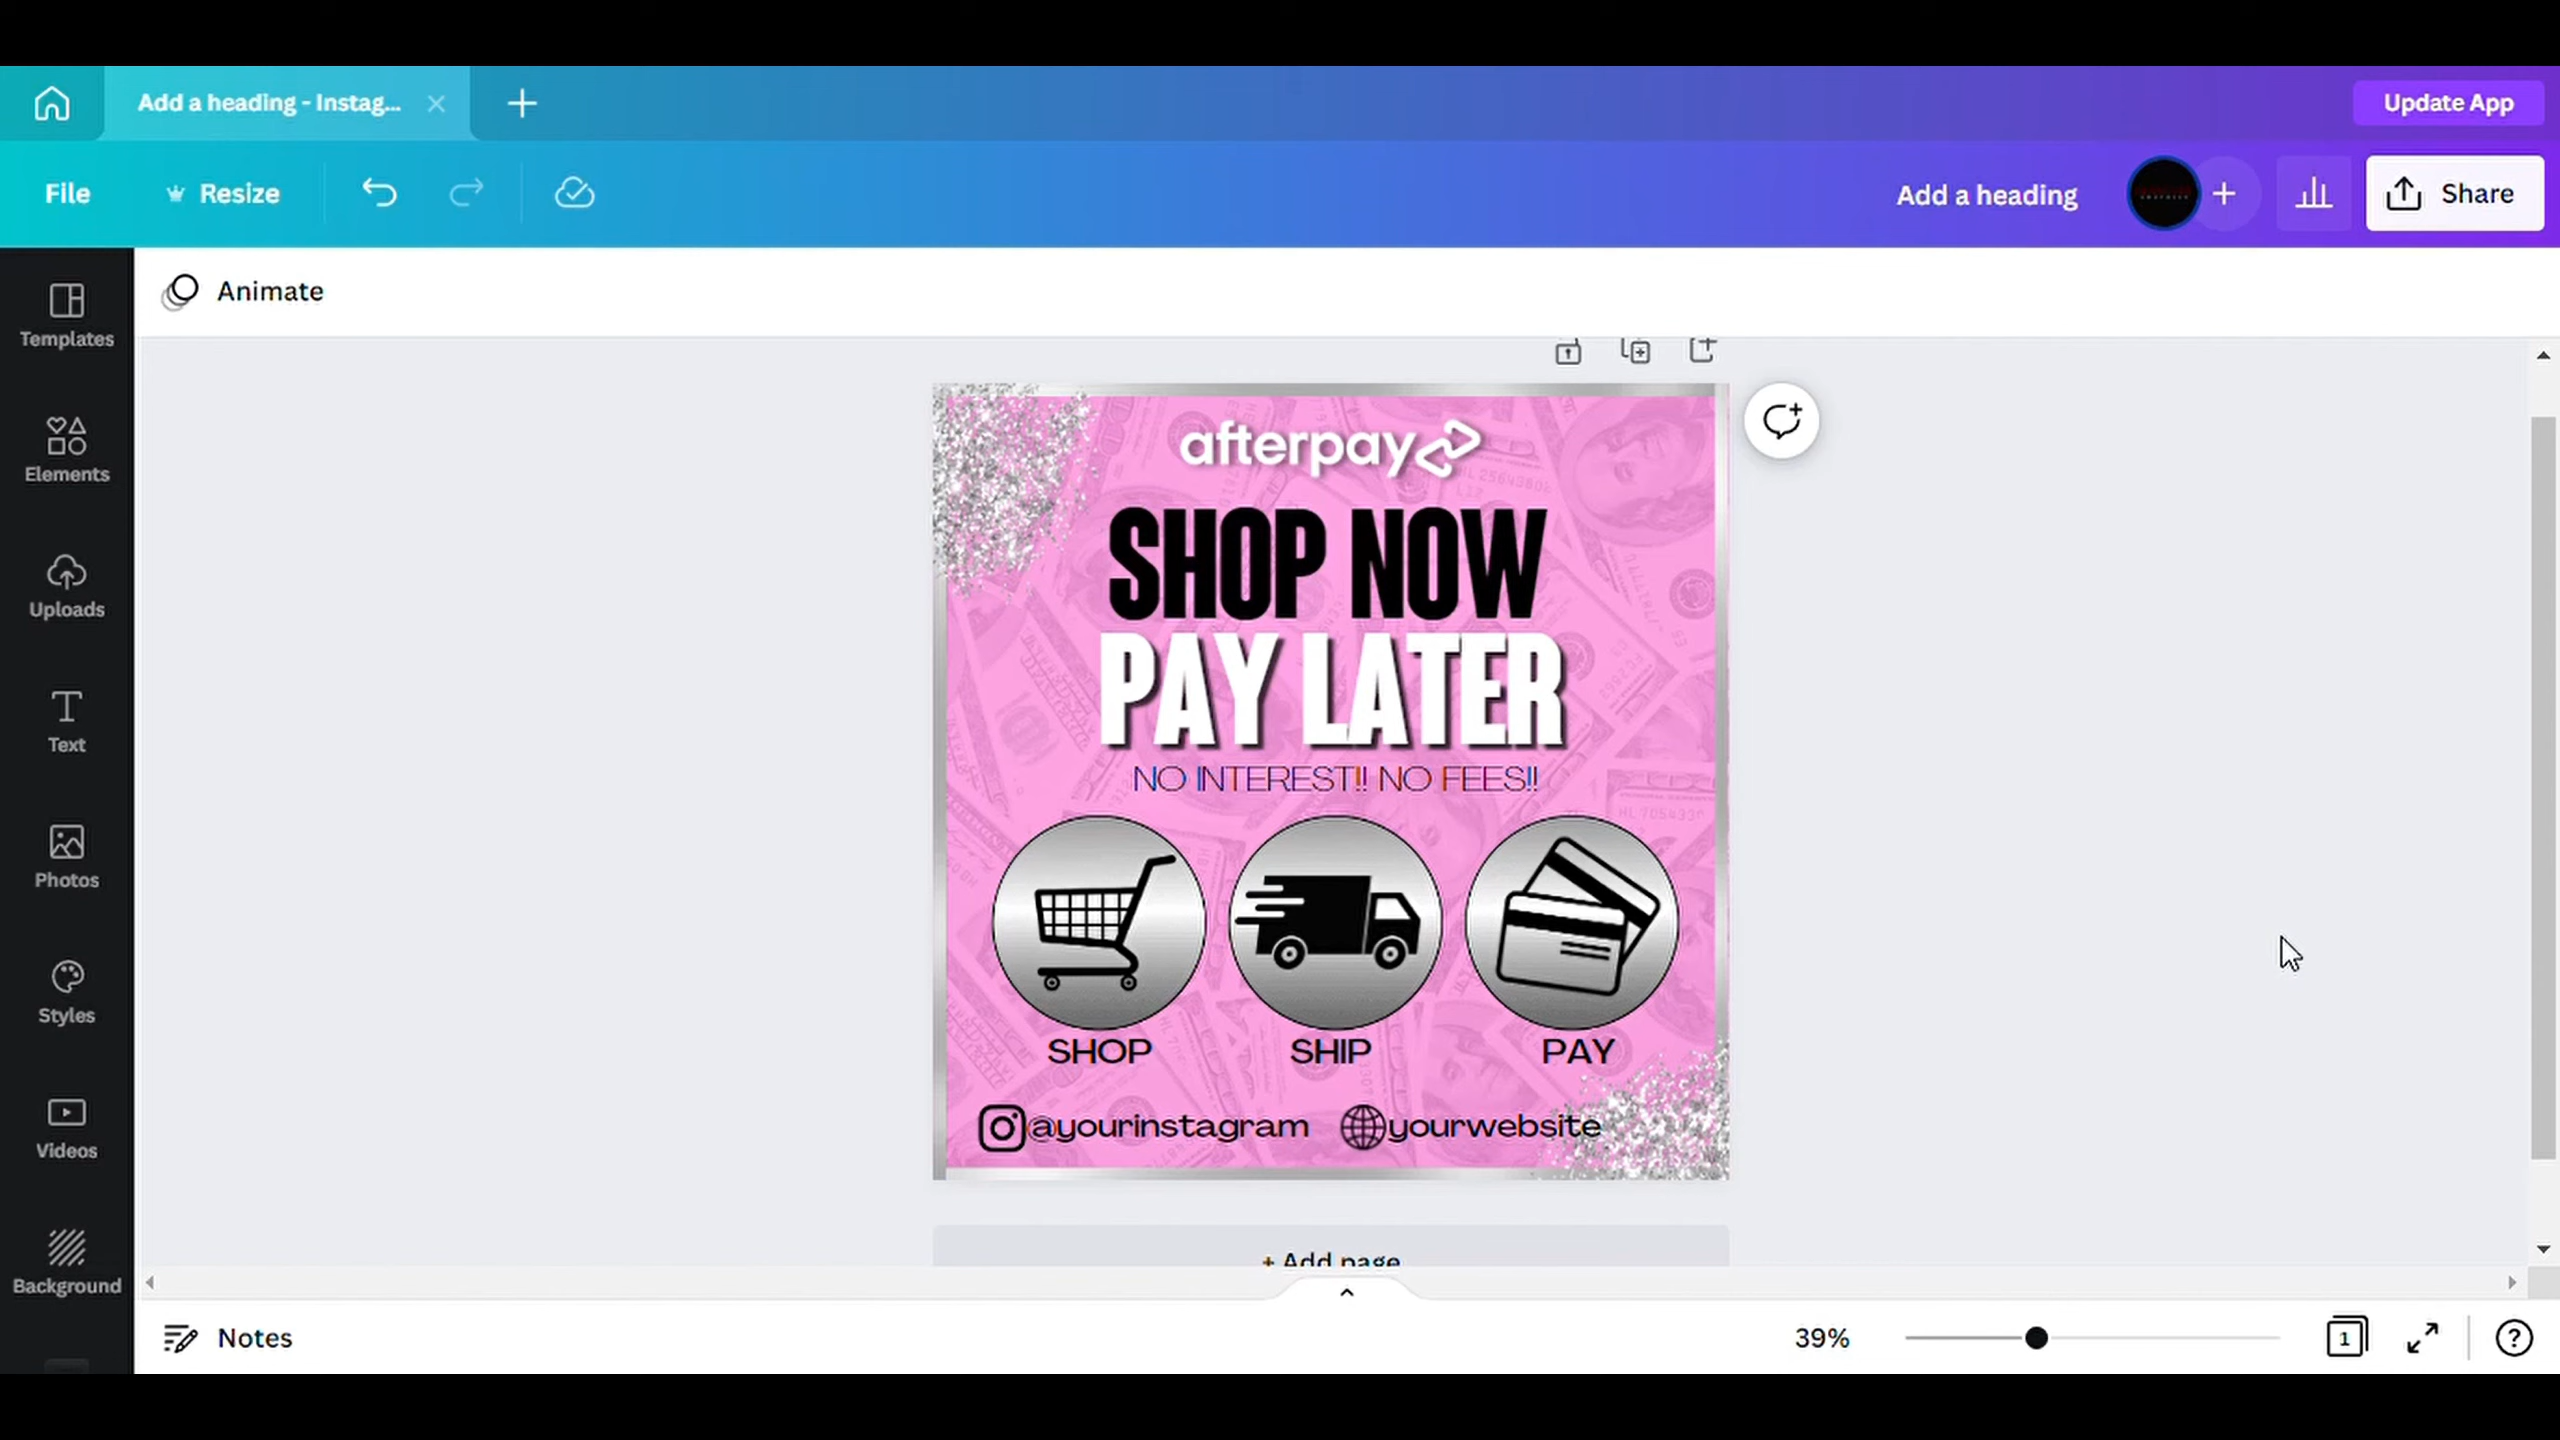 Add a heading - Instag...
Update App
File
Resize
Add a heading
Share
Animate
Templates
Elements
Uploads
Text
Photos
Styles
Videos
Background
afterpay
SHOP NOW
PAY LATER
NO INTEREST!! NO FEES!!
SHOP SHIP PAY
@yourinstagram yourwebsite
+ Add page
Notes
39%
1
?